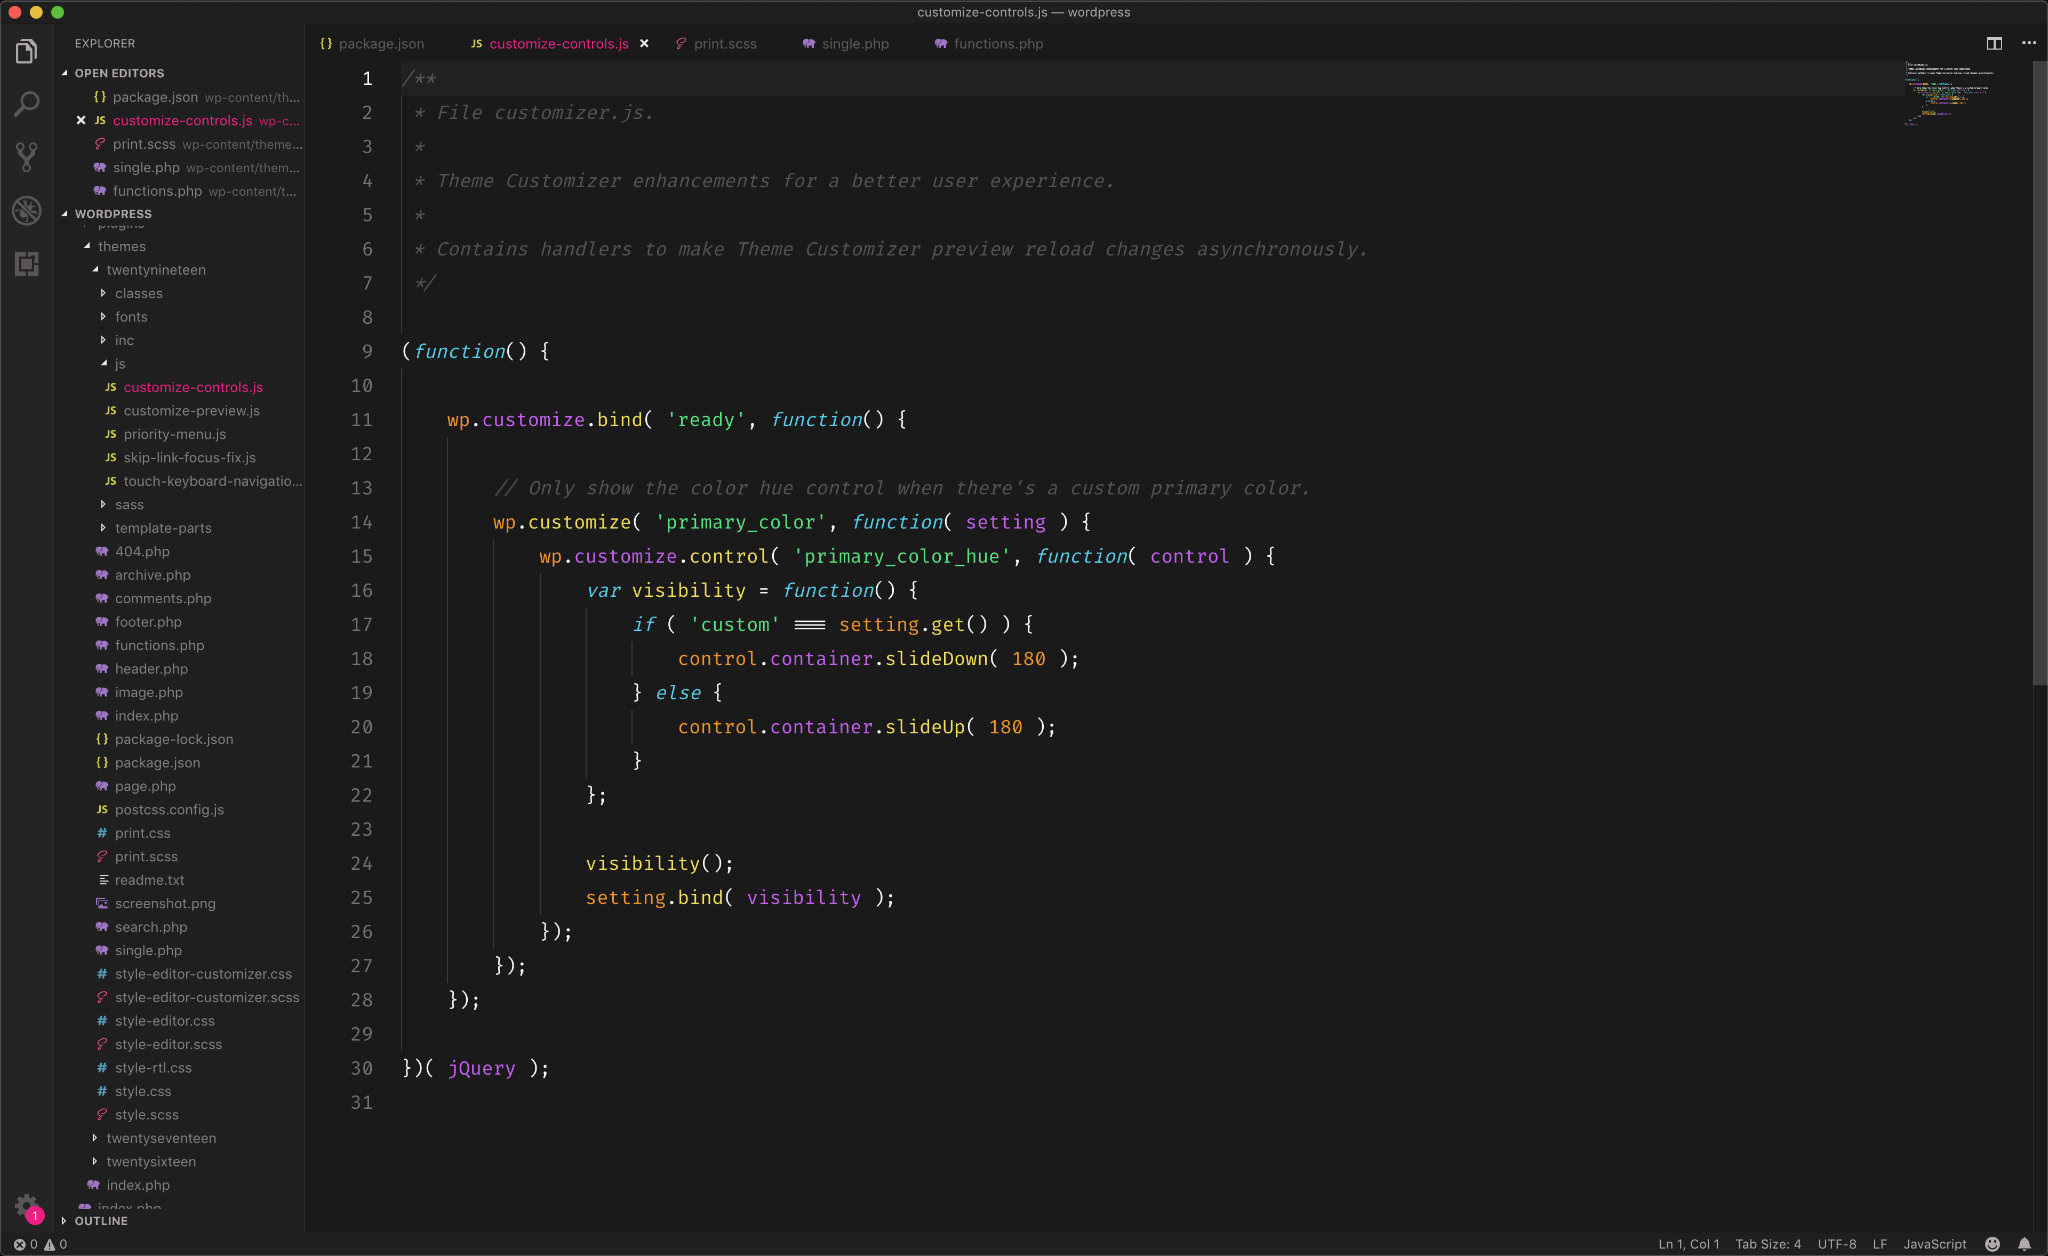 customize-controls.js — wordpress
EXPLORER
OPEN EDITORS
{} package.json wp-content/th...
JS customize-controls.js wp-c...
print.scss wp-content/theme...
single.php wp-content/them...
functions.php wp-content/t...
WORDPRESS
plugins
themes
twentynineteen
classes
fonts
inc
js
JS customize-controls.js
JS customize-preview.js
JS priority-menu.js
JS skip-link-focus-fix.js
JS touch-keyboard-navigatio...
sass
template-parts
404.php
archive.php
comments.php
footer.php
functions.php
header.php
image.php
index.php
{} package-lock.json
{} package.json
page.php
JS postcss.config.js
# print.css
print.scss
readme.txt
screenshot.png
search.php
single.php
# style-editor-customizer.css
style-editor-customizer.scss
# style-editor.css
style-editor.scss
# style-rtl.css
# style.css
style.scss
twentyseventeen
twentysixteen
index.php
index.php
OUTLINE
1
{} package.json JS customize-controls.js print.scss single.php functions.php
1 /**
2  * File customizer.js.
3  *
4  * Theme Customizer enhancements for a better user experience.
5  *
6  * Contains handlers to make Theme Customizer preview reload changes asynchronously.
7  */
8
9 (function() {
10
11     wp.customize.bind( 'ready', function() {
12
13         // Only show the color hue control when there's a custom primary color.
14         wp.customize( 'primary_color', function( setting ) {
15             wp.customize.control( 'primary_color_hue', function( control ) {
16                 var visibility = function() {
17                     if ( 'custom' === setting.get() ) {
18                         control.container.slideDown( 180 );
19                     } else {
20                         control.container.slideUp( 180 );
21                     }
22                 };
23
24                 visibility();
25                 setting.bind( visibility );
26             });
27         });
28     });
29
30 })( jQuery );
31
0 0 Ln 1, Col 1 Tab Size: 4 UTF-8 LF JavaScript